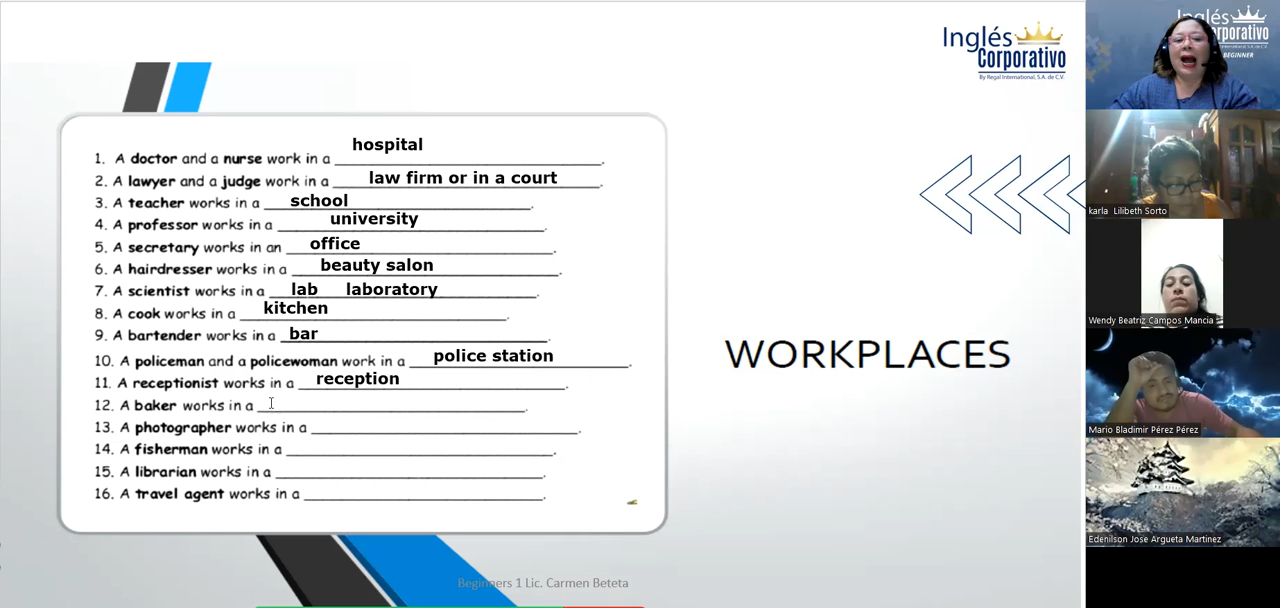 Inglés
Corporativo
By Regal International, S.A. de C.V.
1. A doctor and a nurse work in a hospital.
2. A lawyer and a judge work in a law firm or in a court.
3. A teacher works in a school.
4. A professor works in a university.
5. A secretary works in an office.
6. A hairdresser works in a beauty salon.
7. A scientist works in a lab laboratory.
8. A cook works in a kitchen.
9. A bartender works in a bar.
10. A policeman and a policewoman work in a police station.
11. A receptionist works in a reception.
12. A baker works in a ____________________.
13. A photographer works in a ____________________.
14. A fisherman works in a ____________________.
15. A librarian works in a ____________________.
16. A travel agent works in a ____________________.
WORKPLACES
Beginners 1 Lic. Carmen Beteta
Inglés
BEGINNER
karla Lilibeth Sorto
Wendy Beatriz Campos Mancia
Mario Bladimir Pérez Pérez
Edenilson Jose Argueta Martinez